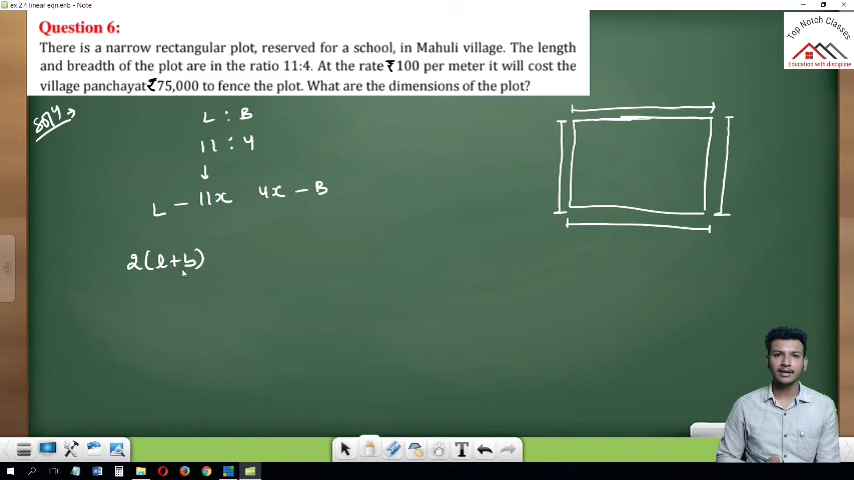 ex 2.4 linear eqn.enb - Note
Question 6:
There is a narrow rectangular plot, reserved for a school, in Mahuli village. The length
and breadth of the plot are in the ratio 11:4. At the rate ₹100 per meter it will cost the
village panchayat ₹75,000 to fence the plot. What are the dimensions of the plot?
Top Notch Classes
Education with discipline
Solⁿ →
L : B
11 : 4
L - 11x 4x - B
2(l+b)